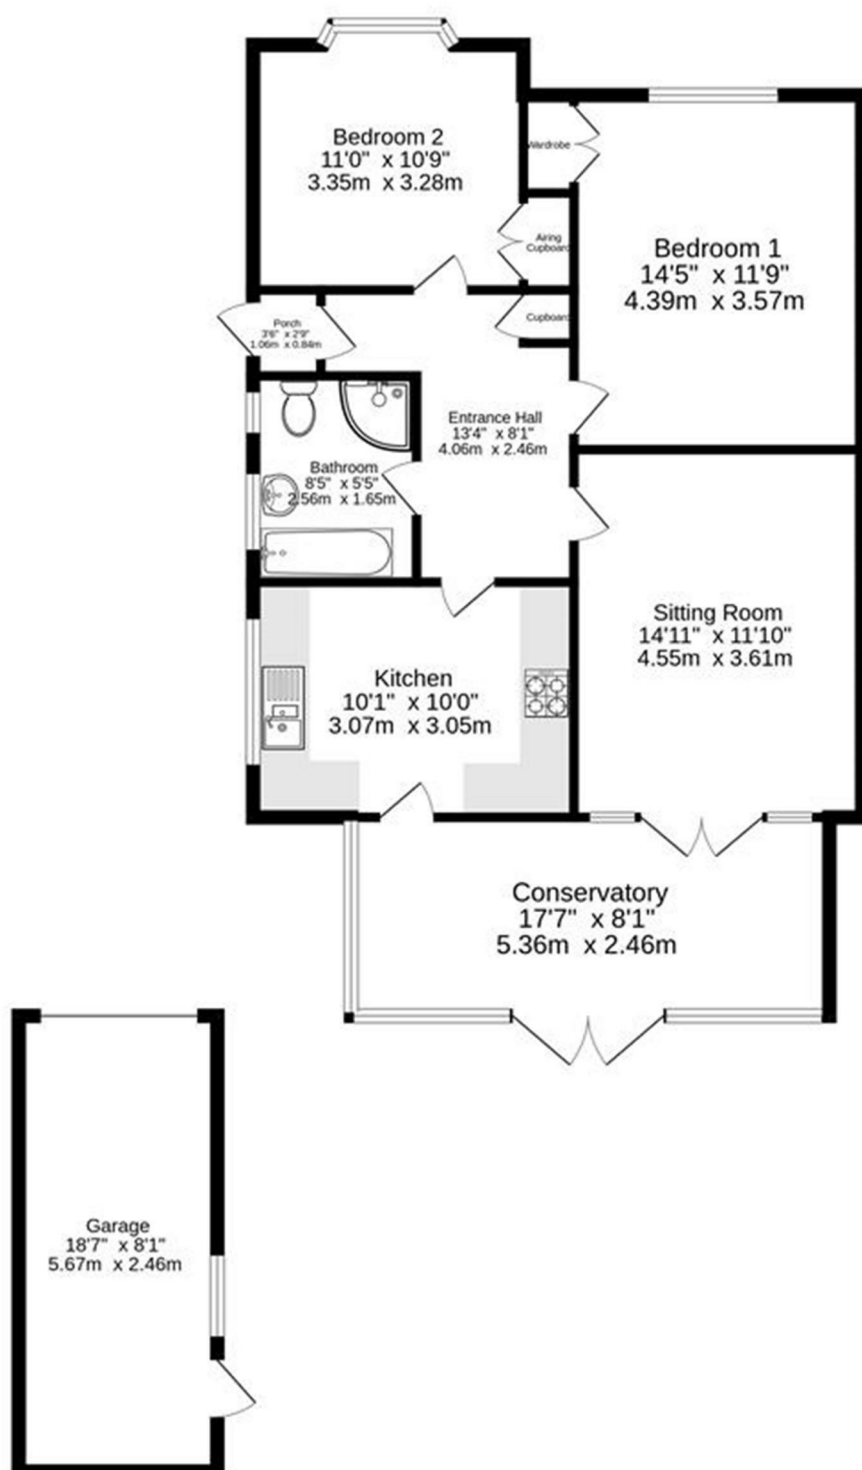 Bedroom 2
11'0" x 10'9"
3.35m x 3.28m
Wardrobe
Airing
Cupboard
Bedroom 1
14'5" x 11'9"
4.39m x 3.57m
Porch
3'6" x 2'9"
1.06m x 0.84m
Cupboard
Entrance Hall
13'4" x 8'1"
4.06m x 2.46m
Bathroom
8'5" x 5'5"
2.56m x 1.65m
Sitting Room
14'11" x 11'10"
4.55m x 3.61m
Kitchen
10'1" x 10'0"
3.07m x 3.05m
Conservatory
17'7" x 8'1"
5.36m x 2.46m
Garage
18'7" x 8'1"
5.67m x 2.46m